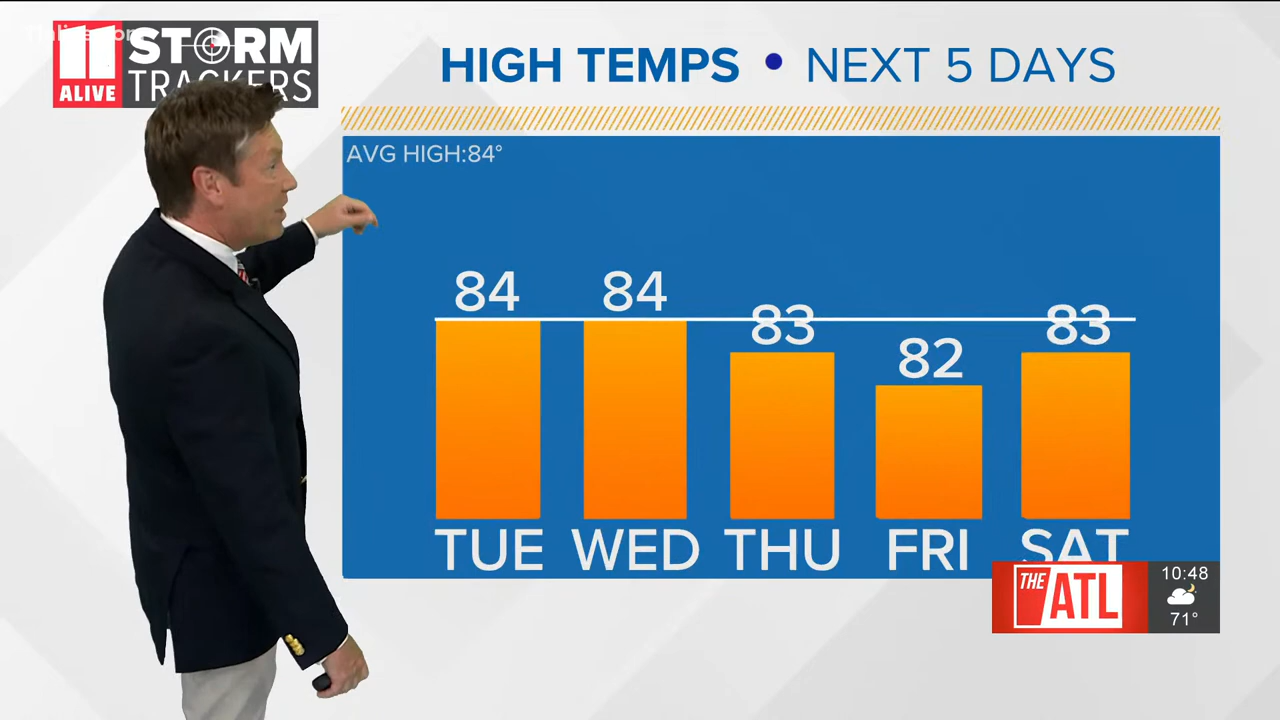 11 STORM
ALIVE TRACKERS
HIGH TEMPS • NEXT 5 DAYS
AVG HIGH:84°
84 84 83 82 83
TUE WED THU FRI SAT
THE ATL
10:48
71°